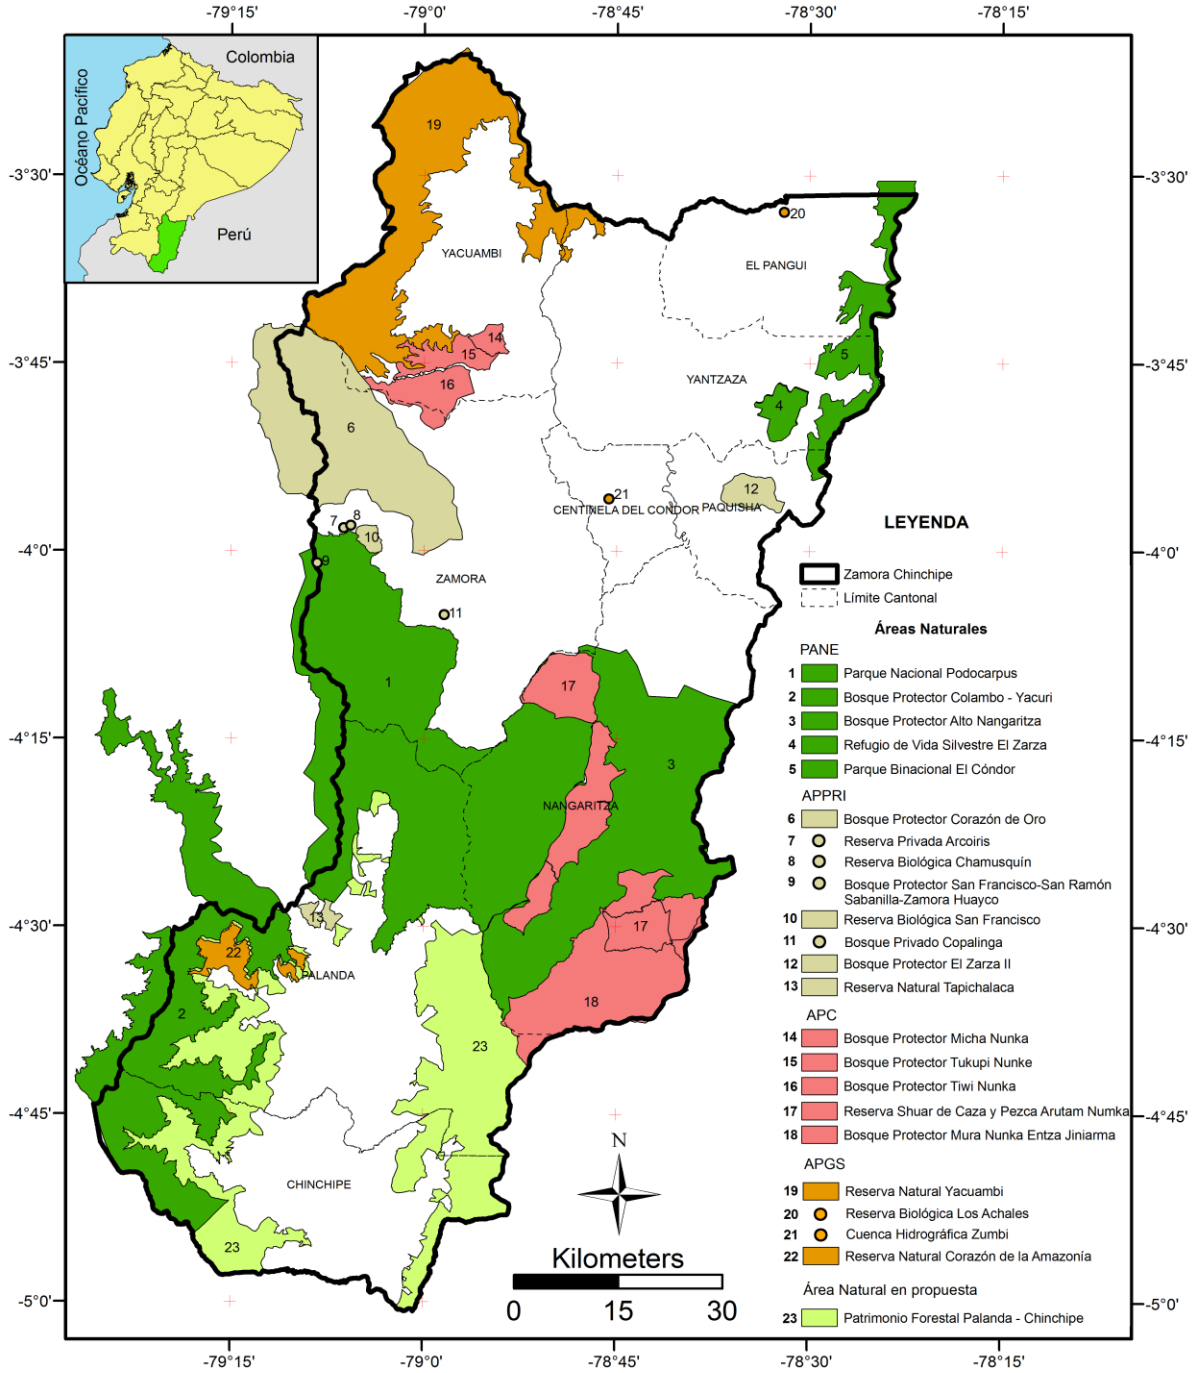 -79°15' -79°0' -78°45' -78°30' -78°15'
Colombia
Océano Pacífico
Perú
19
-3°30' -3°30'
20
YACUAMBI
EL PANGUI
14
15
-3°45' -3°45'
5
16
YANTZAZA
4
6
12
21
CENTINELA DEL CONDOR PAQUISHA
7 8
10
-4°0' -4°0'
9
ZAMORA
11
1
17
-4°15' -4°15'
3
NANGARITZA
13
17
-4°30' -4°30'
22
PALANDA
18
2
23
-4°45' -4°45'
CHINCHIPE
23
-5°0' -5°0'
LEYENDA
Zamora Chinchipe
Límite Cantonal
Áreas Naturales
PANE
1 Parque Nacional Podocarpus
2 Bosque Protector Colambo - Yacuri
3 Bosque Protector Alto Nangaritza
4 Refugio de Vida Silvestre El Zarza
5 Parque Binacional El Cóndor
APPRI
6 Bosque Protector Corazón de Oro
7 Reserva Privada Arcoiris
8 Reserva Biológica Chamusquín
9 Bosque Protector San Francisco-San Ramón
Sabanilla-Zamora Huayco
10 Reserva Biológica San Francisco
11 Bosque Privado Copalinga
12 Bosque Protector El Zarza II
13 Reserva Natural Tapichalaca
APC
14 Bosque Protector Micha Nunka
15 Bosque Protector Tukupi Nunke
16 Bosque Protector Tiwi Nunka
17 Reserva Shuar de Caza y Pezca Arutam Numka
18 Bosque Protector Mura Nunka Entza Jiniarma
APGS
19 Reserva Natural Yacuambi
20 Reserva Biológica Los Achales
21 Cuenca Hidrográfica Zumbi
22 Reserva Natural Corazón de la Amazonía
Área Natural en propuesta
23 Patrimonio Forestal Palanda - Chinchipe
N
Kilometers
0 15 30
-79°15' -79°0' -78°45' -78°30' -78°15'